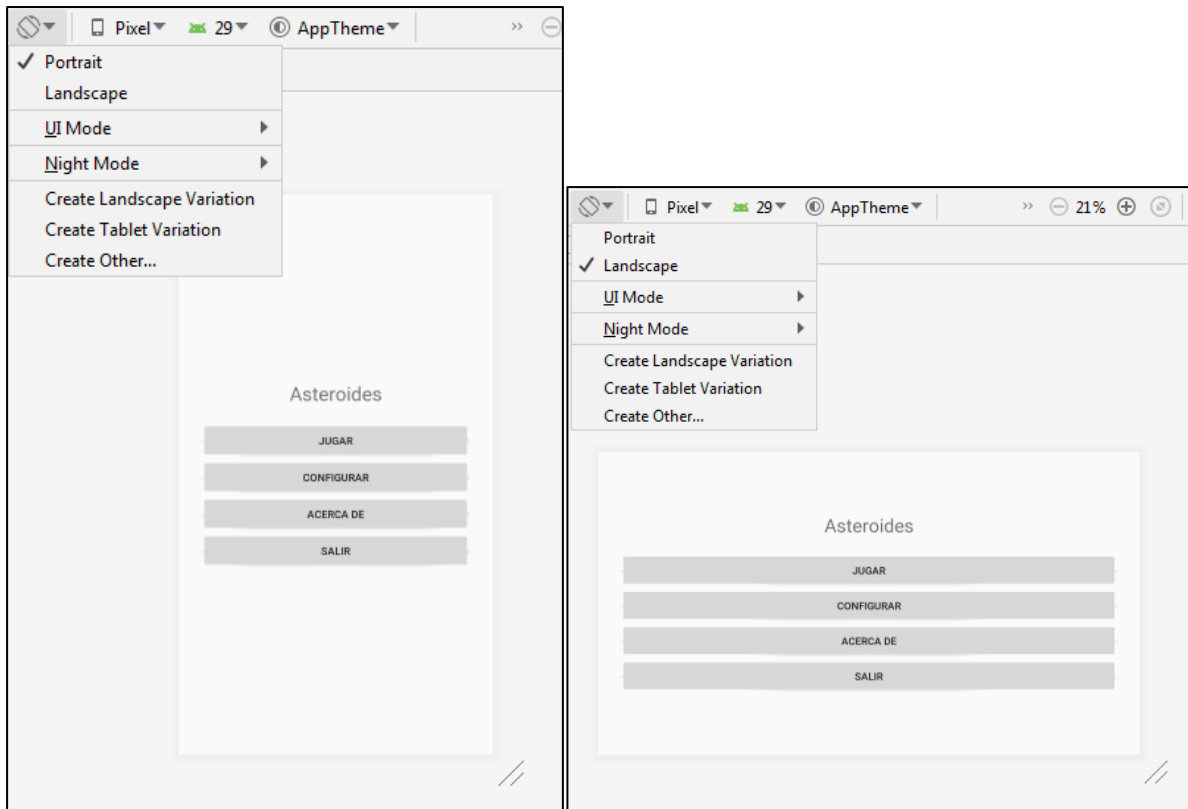 Pixel 29 AppTheme
Portrait
Landscape
UI Mode
Night Mode
Create Landscape Variation
Create Tablet Variation
Create Other...
Asteroides
JUGAR
CONFIGURAR
ACERCA DE
SALIR
Pixel 29 AppTheme 21%
Portrait
Landscape
UI Mode
Night Mode
Create Landscape Variation
Create Tablet Variation
Create Other...
Asteroides
JUGAR
CONFIGURAR
ACERCA DE
SALIR